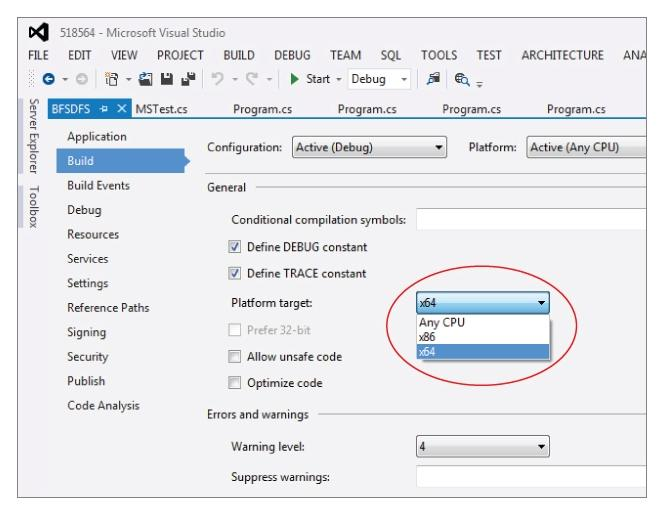 518564 - Microsoft Visual Studio
FILE EDIT VIEW PROJECT BUILD DEBUG TEAM SQL TOOLS TEST ARCHITECTURE ANA
Start Debug
Server Explorer
Toolbox
BFSDFS MSTest.cs Program.cs Program.cs Program.cs Program.cs
Application
Build
Build Events
Debug
Resources
Services
Settings
Reference Paths
Signing
Security
Publish
Code Analysis
Configuration: Active (Debug) Platform: Active (Any CPU)
General
Conditional compilation symbols:
Define DEBUG constant
Define TRACE constant
Platform target: x64
Any CPU
x86
x64
Prefer 32-bit
Allow unsafe code
Optimize code
Errors and warnings
Warning level: 4
Suppress warnings: